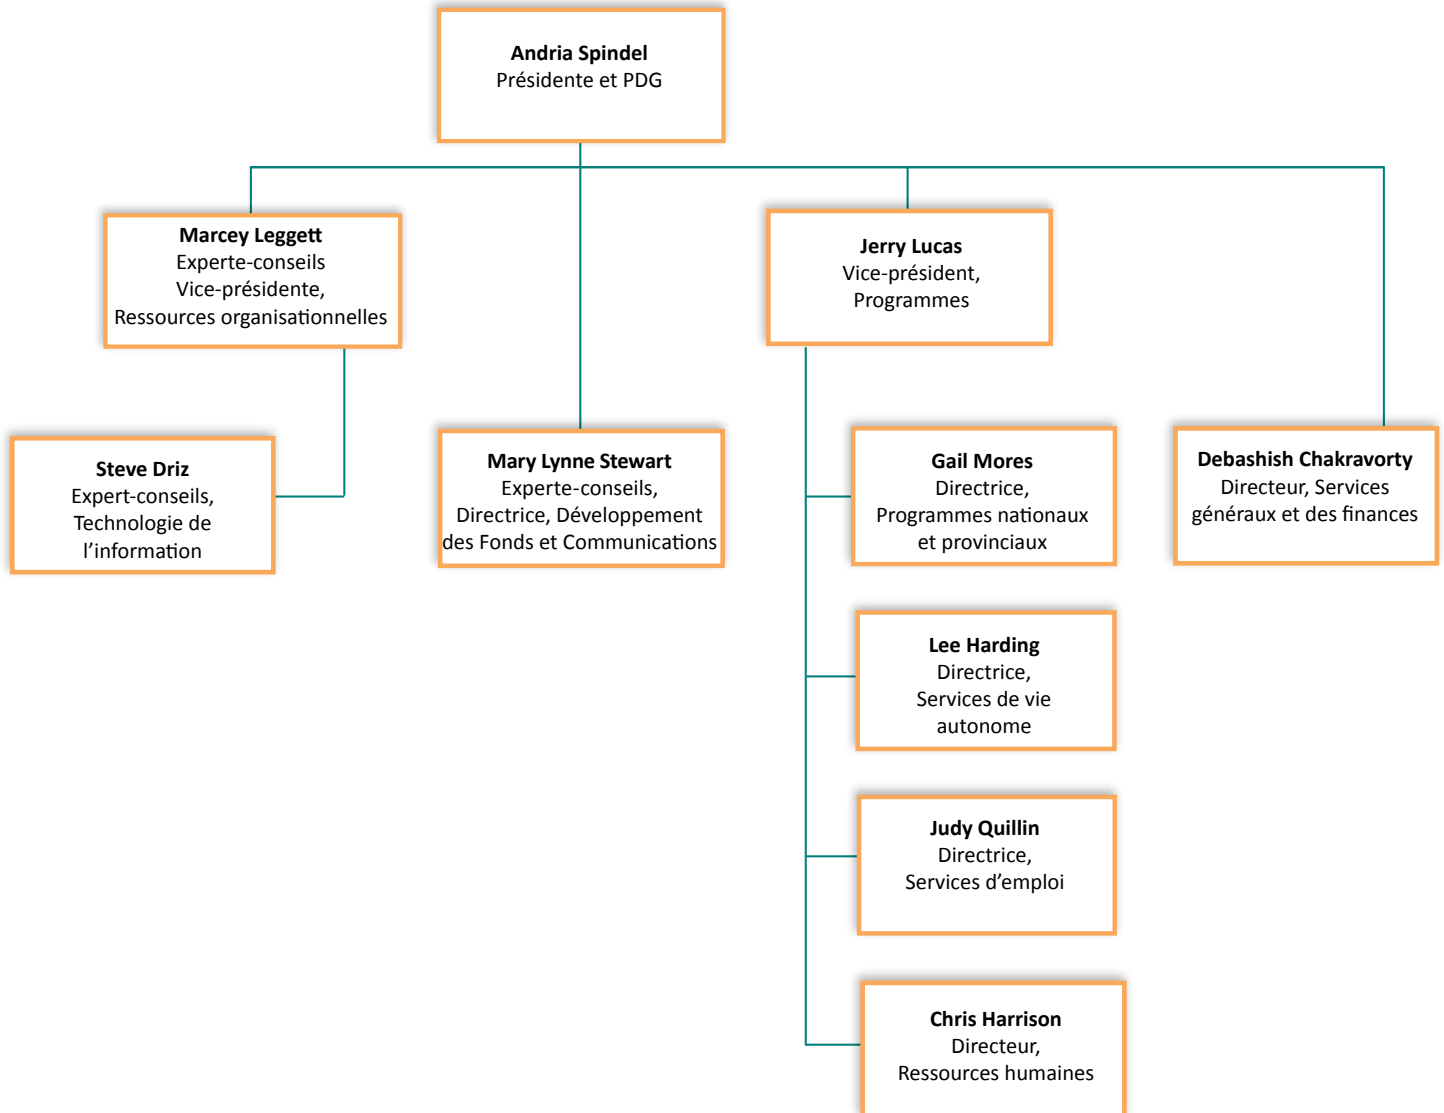 Andria Spindel
Présidente et PDG
Marcey Leggett
Experte-conseils
Vice-présidente,
Ressources organisationnelles
Jerry Lucas
Vice-président,
Programmes
Steve Driz
Expert-conseils,
Technologie de
l’information
Mary Lynne Stewart
Experte-conseils,
Directrice, Développement
des Fonds et Communications
Gail Mores
Directrice,
Programmes nationaux
et provinciaux
Debashish Chakravorty
Directeur, Services
généraux et des finances
Lee Harding
Directrice,
Services de vie
autonome
Judy Quillin
Directrice,
Services d’emploi
Chris Harrison
Directeur,
Ressources humaines